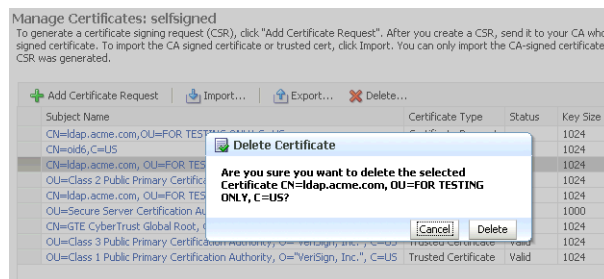 Manage Certificates: selfsigned
To generate a certificate signing request (CSR), click "Add Certificate Request". After you create a CSR, send it to your CA who
signed certificate. To import the CA signed certificate or trusted cert, click Import. You can only import the CA-signed certificate
CSR was generated.
Add Certificate Request Import... Export... Delete...
Subject Name Certificate Type Status Key Size
CN=ldap.acme.com,OU=FOR TESTING ONLY,C=US Certificate Request 1024
CN=oid6,C=US 1024
CN=ldap.acme.com, OU=FOR TES 1024
OU=Class 2 Public Primary Certifica 1024
CN=ldap.acme.com, OU=FOR TES 1024
OU=Secure Server Certification Au 1000
CN=GTE CyberTrust Global Root, 1024
OU=Class 3 Public Primary Certification Authority, O="VeriSign, Inc.", C=US Trusted Certificate Valid 1024
OU=Class 1 Public Primary Certification Authority, O="VeriSign, Inc.", C=US Trusted Certificate Valid 1024
Delete Certificate
Are you sure you want to delete the selected
Certificate CN=ldap.acme.com, OU=FOR TESTING
ONLY, C=US?
Cancel Delete